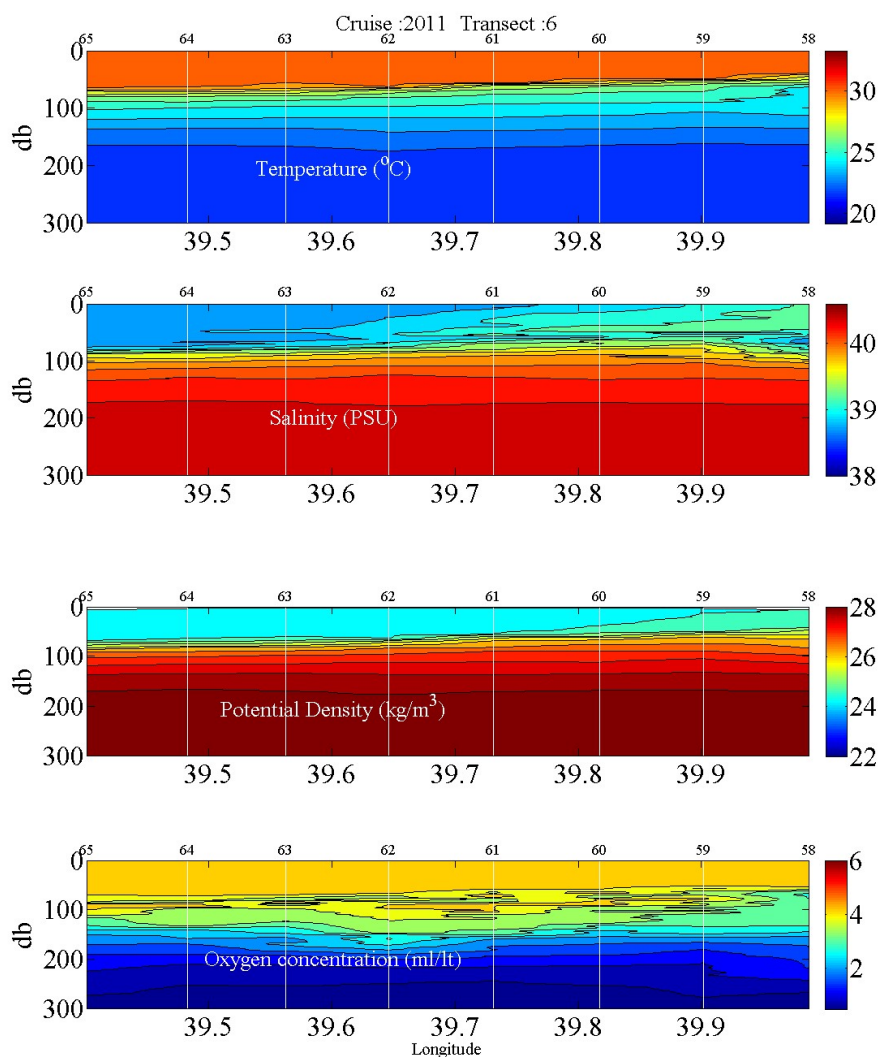 Cruise :2011 Transect :6
65 64 63 62 61 60 59 58
0
100
200
300
db
Temperature (°C)
39.5 39.6 39.7 39.8 39.9
30
25
20
65 64 63 62 61 60 59 58
0
100
200
300
db
Salinity (PSU)
39.5 39.6 39.7 39.8 39.9
40
39
38
65 64 63 62 61 60 59 58
0
100
200
300
db
Potential Density (kg/m³)
39.5 39.6 39.7 39.8 39.9
28
26
24
22
65 64 63 62 61 60 59 58
0
100
200
300
db
Oxygen concentration (ml/lt)
39.5 39.6 39.7 39.8 39.9
Longitude
6
4
2